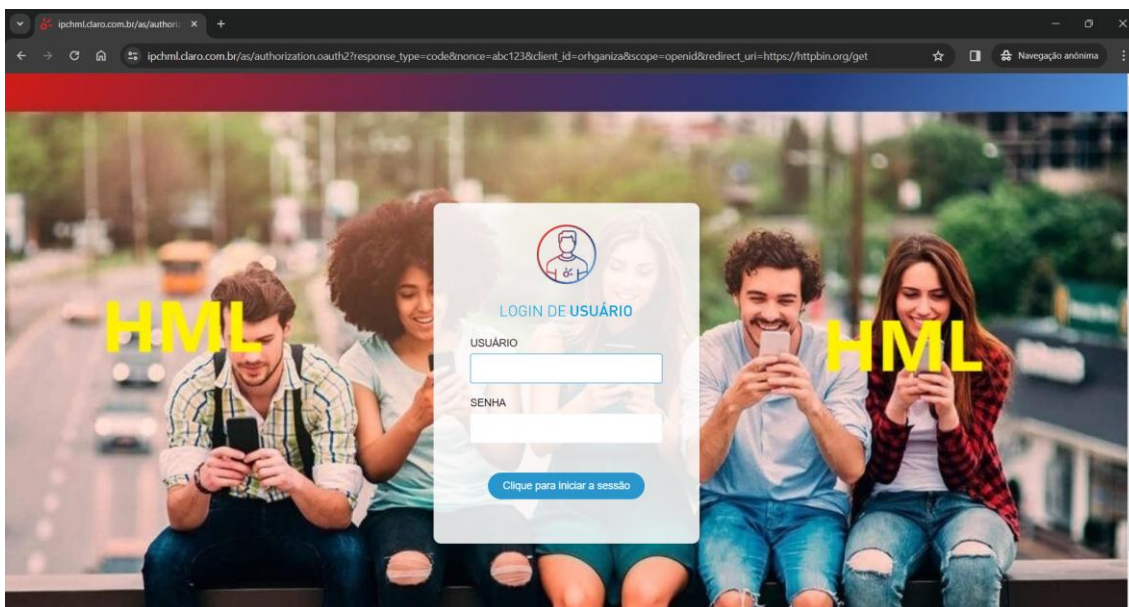 ipchml.claro.com.br/as/authoriz
ipchml.claro.com.br/as/authorization.oauth2?response_type=code&nonce=abc123&client_id=orhganiza&scope=openid&redirect_uri=https://httpbin.org/get
Navegação anônima
LOGIN DE USUÁRIO
USUÁRIO
HML
HML
SENHA
Clique para iniciar a sessão